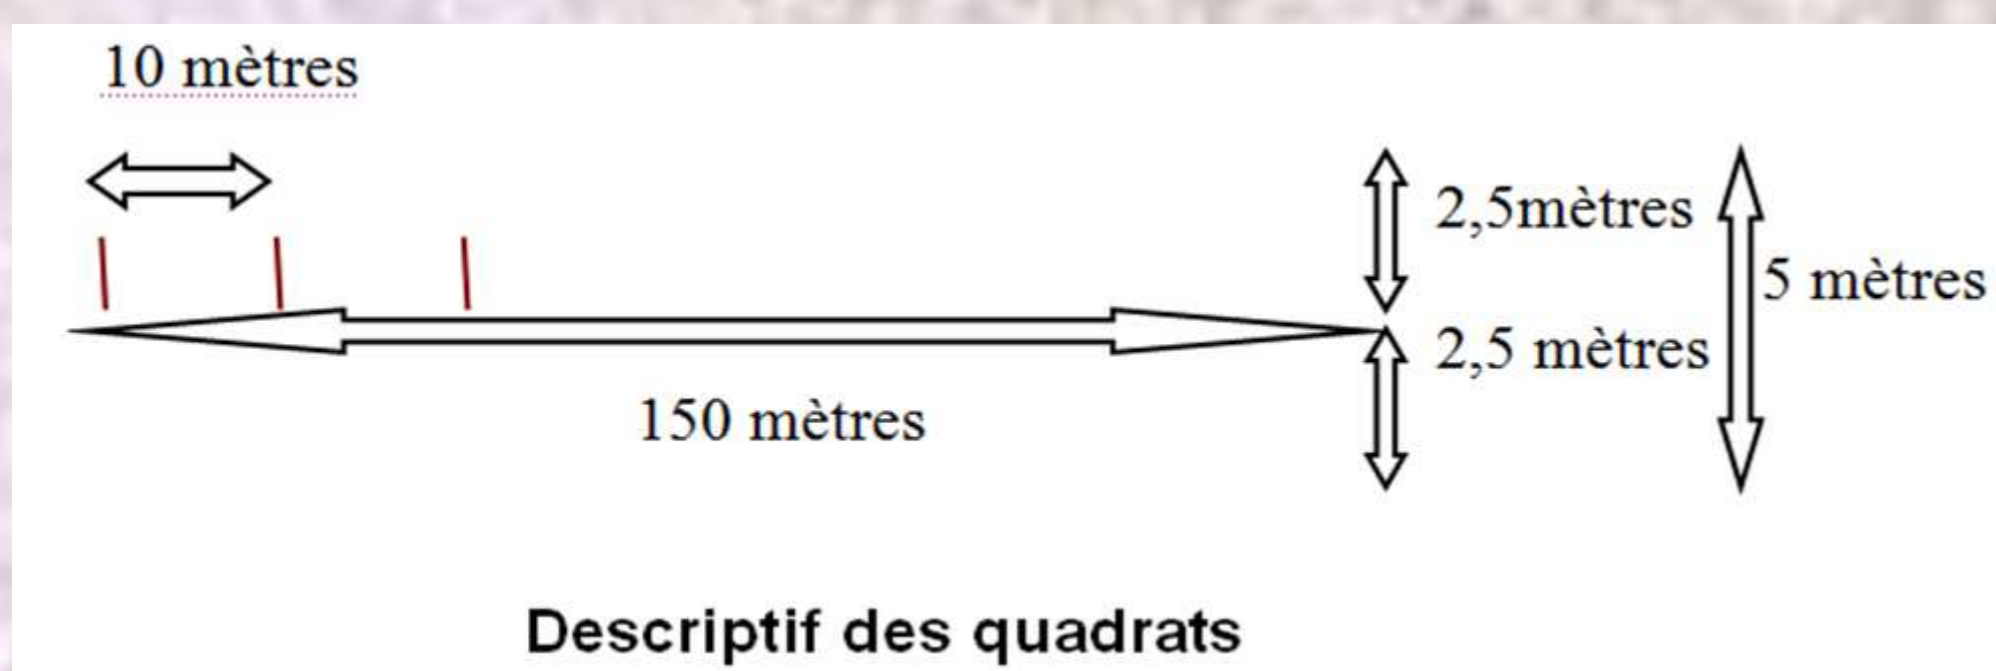 10 mètres
2,5mètres
5 mètres
2,5 mètres
150 mètres
Descriptif des quadrats